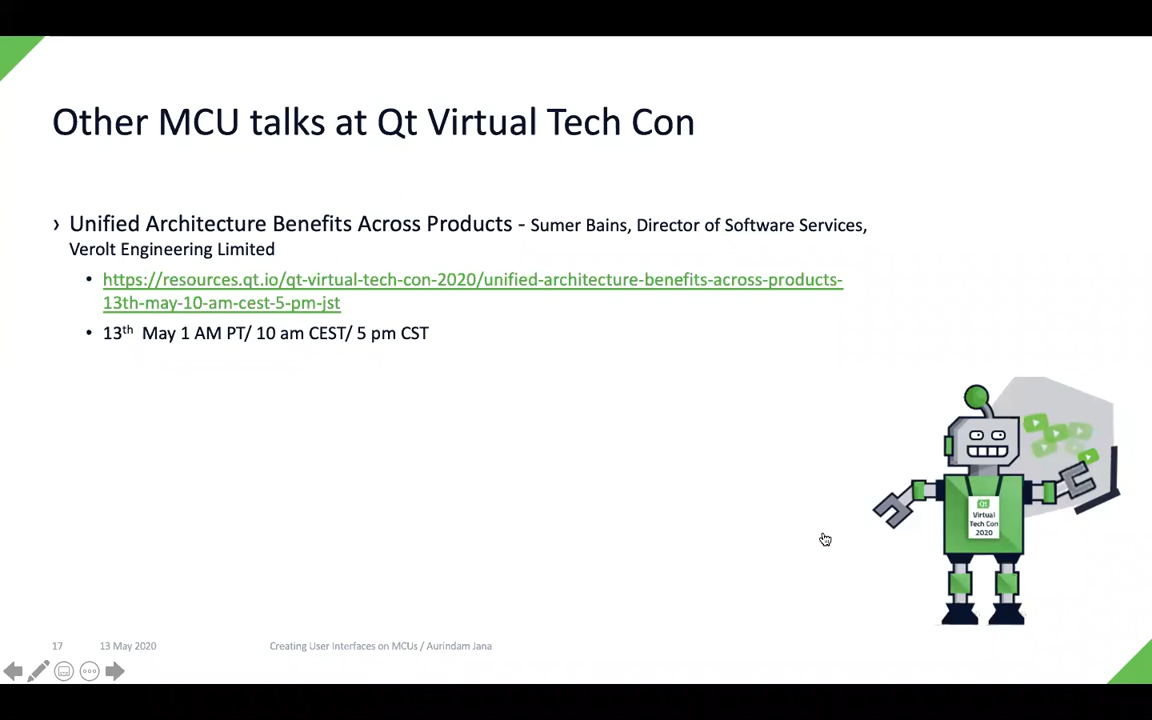 Other MCU talks at Qt Virtual Tech Con
› Unified Architecture Benefits Across Products - Sumer Bains, Director of Software Services,
Verolt Engineering Limited
• https://resources.qt.io/qt-virtual-tech-con-2020/unified-architecture-benefits-across-products-
13th-may-10-am-cest-5-pm-jst
• 13th May 1 AM PT/ 10 am CEST/ 5 pm CST
Qt
Virtual
Tech Con
2020
17 13 May 2020 Creating User Interfaces on MCUs / Aurindam Jana